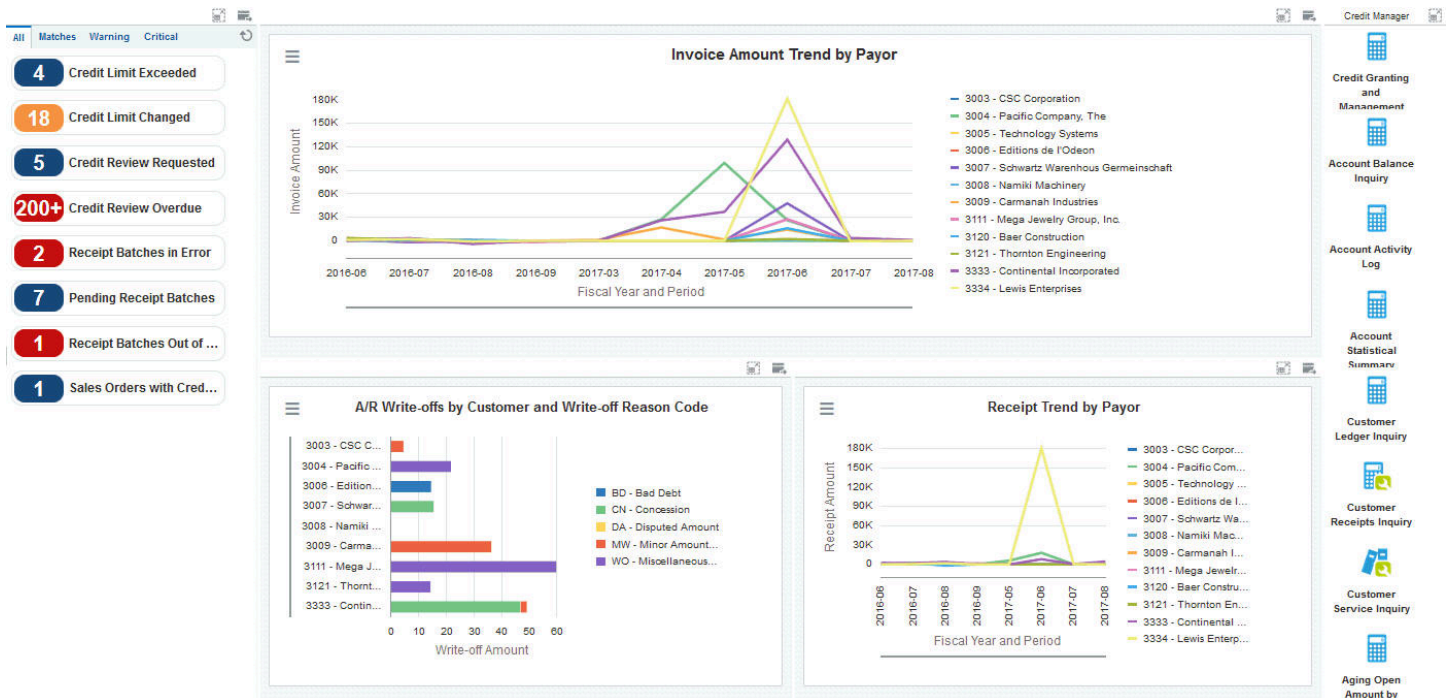 All Matches Warning Critical
4 Credit Limit Exceeded
18 Credit Limit Changed
5 Credit Review Requested
200+ Credit Review Overdue
2 Receipt Batches in Error
7 Pending Receipt Batches
1 Receipt Batches Out of ...
1 Sales Orders with Cred...
Invoice Amount Trend by Payor
Invoice Amount
180K
150K
120K
90K
60K
30K
0
2016-06 2016-07 2016-08 2016-09 2017-03 2017-04 2017-05 2017-06 2017-07 2017-08
Fiscal Year and Period
3003 - CSC Corporation
3004 - Pacific Company, The
3005 - Technology Systems
3006 - Editions de l'Odeon
3007 - Schwartz Warenhous Germeinschaft
3008 - Namiki Machinery
3009 - Carmanah Industries
3111 - Mega Jewelry Group, Inc.
3120 - Baer Construction
3121 - Thornton Engineering
3333 - Continental Incorporated
3334 - Lewis Enterprises
A/R Write-offs by Customer and Write-off Reason Code
3003 - CSC C...
3004 - Pacific ...
3006 - Edition...
3007 - Schwar...
3008 - Namiki ...
3009 - Carma...
3111 - Mega J...
3121 - Thornt...
3333 - Contin...
0 10 20 30 40 50 60
Write-off Amount
BD - Bad Debt
CN - Concession
DA - Disputed Amount
MW - Minor Amount...
WO - Miscellaneous...
Receipt Trend by Payor
Receipt Amount
180K
150K
120K
90K
60K
30K
0
2016-06 2016-07 2016-08 2016-09 2017-05 2017-06 2017-07 2017-08
Fiscal Year and Period
3003 - CSC Corpor...
3004 - Pacific Com...
3005 - Technology ...
3006 - Editions de l...
3007 - Schwartz Wa...
3008 - Namiki Mac...
3009 - Carmanah I...
3111 - Mega Jewelr...
3120 - Baer Constru...
3121 - Thornton En...
3333 - Continental ...
3334 - Lewis Enterp...
Credit Manager
Credit Granting
and
Management
Account Balance
Inquiry
Account Activity
Log
Account
Statistical
Summary
Customer
Ledger Inquiry
Customer
Receipts Inquiry
Customer
Service Inquiry
Aging Open
Amount by